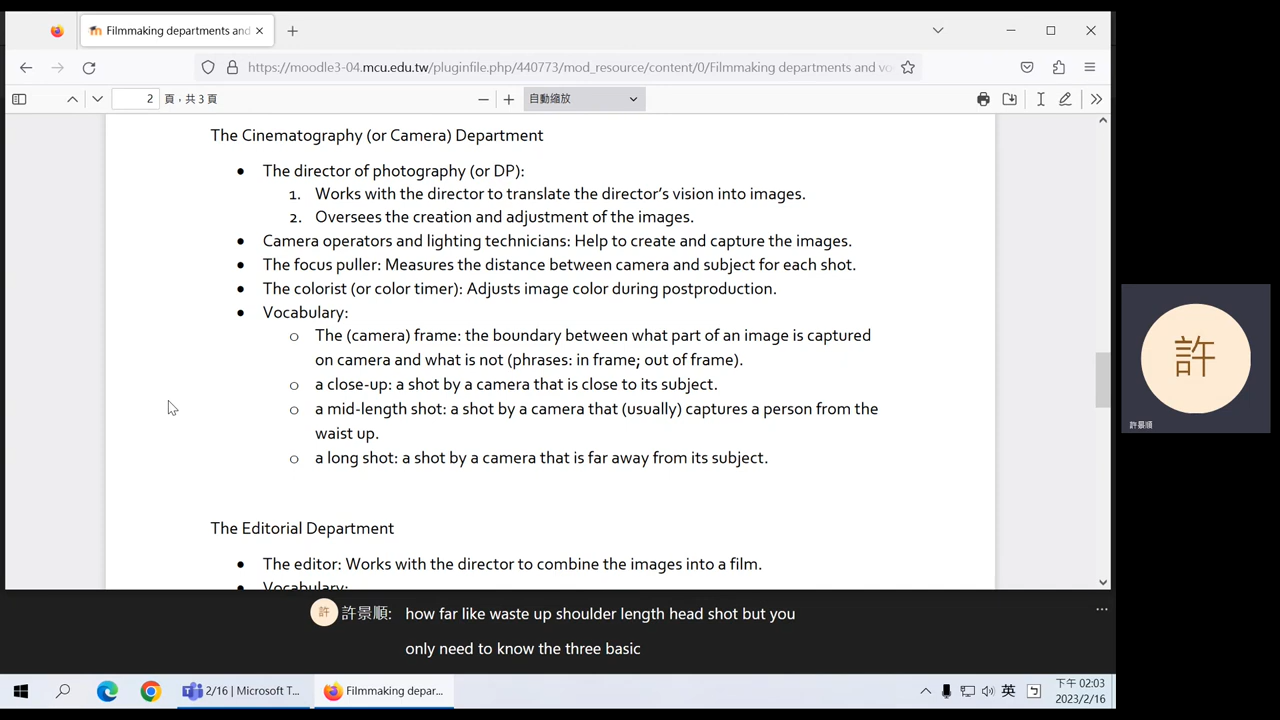 Filmmaking departments and
https://moodle3-04.mcu.edu.tw/pluginfile.php/440773/mod_resource/content/0/Filmmaking departments and vo
2 頁，共 3 頁
自動縮放
The Cinematography (or Camera) Department
• The director of photography (or DP):
1. Works with the director to translate the director's vision into images.
2. Oversees the creation and adjustment of the images.
• Camera operators and lighting technicians: Help to create and capture the images.
• The focus puller: Measures the distance between camera and subject for each shot.
• The colorist (or color timer): Adjusts image color during postproduction.
• Vocabulary:
o The (camera) frame: the boundary between what part of an image is captured
on camera and what is not (phrases: in frame; out of frame).
o a close-up: a shot by a camera that is close to its subject.
o a mid-length shot: a shot by a camera that (usually) captures a person from the
waist up.
o a long shot: a shot by a camera that is far away from its subject.
The Editorial Department
• The editor: Works with the director to combine the images into a film.
• Vocabulary:
許
許景順
許 許景順: how far like waste up shoulder length head shot but you
only need to know the three basic
2/16 | Microsoft T...
Filmmaking depar...
英
下午 02:03
2023/2/16